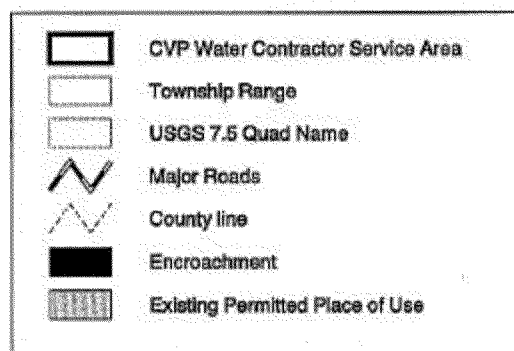 CVP Water Contractor Service Area
Township Range
USGS 7.5 Quad Name
Major Roads
County line
Encroachment
Existing Permitted Place of Use